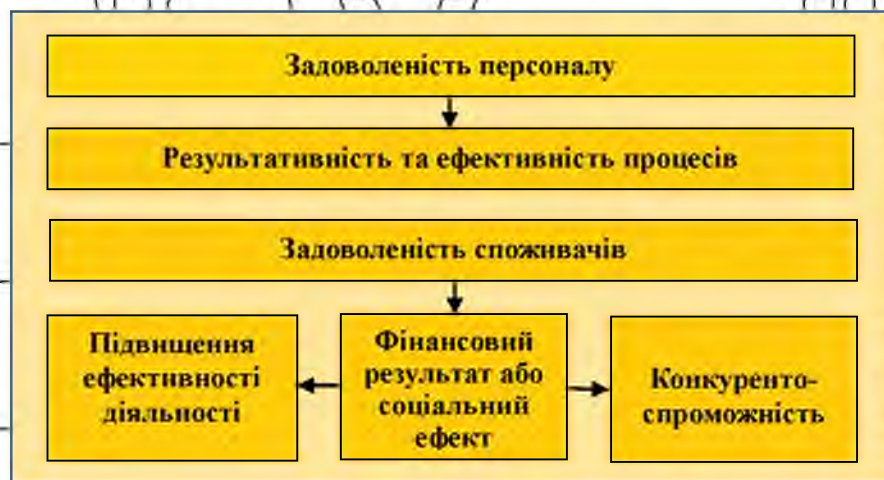 Задоволеність персоналу
Результативність та ефективність процесів
Задоволеність споживачів
Підвищення
ефективності
діяльності
Фінансовий
результат або
соціальний
ефект
Конкуренто-
спроможність